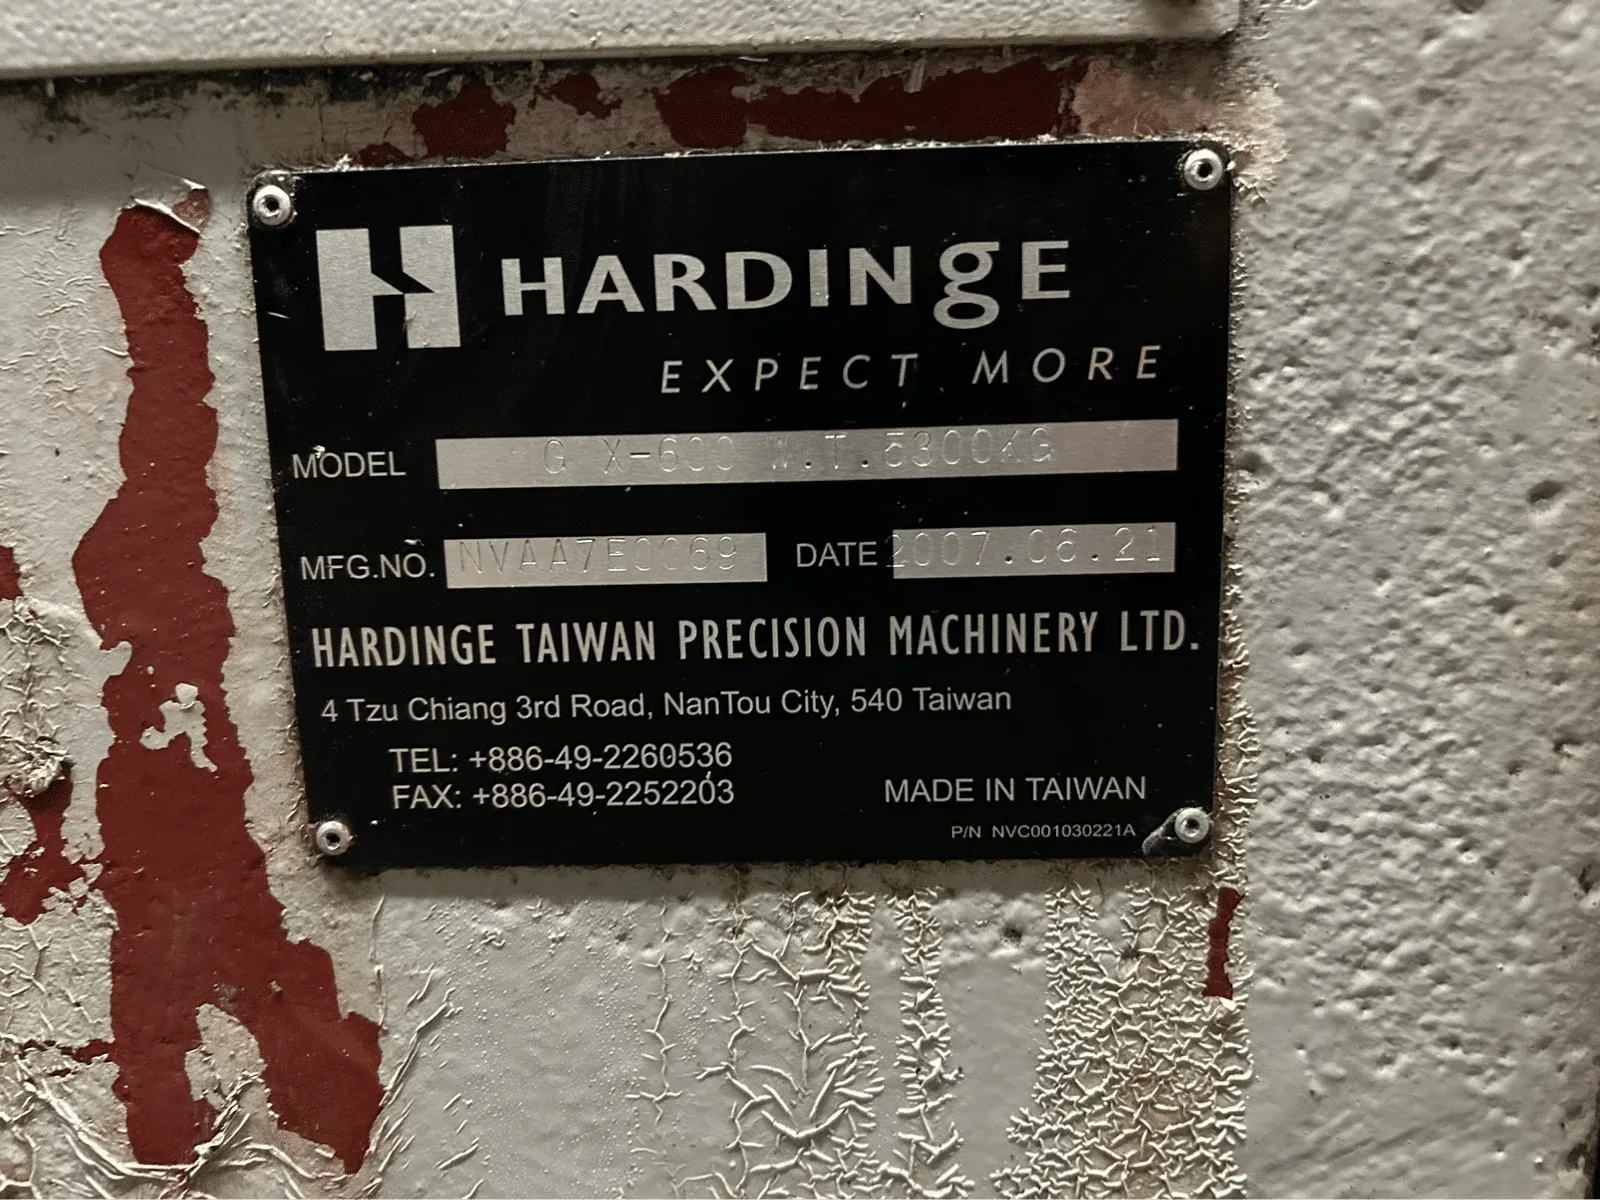 HARDINgE
EXPECT MORE
MODEL G X-600 W.T.5300KG
MFG.NO. NVAA7E0069 DATE 2007.06.21
HARDINGE TAIWAN PRECISION MACHINERY LTD.
4 Tzu Chiang 3rd Road, NanTou City, 540 Taiwan
TEL: +886-49-2260536
FAX: +886-49-2252203
MADE IN TAIWAN
P/N NVC001030221A